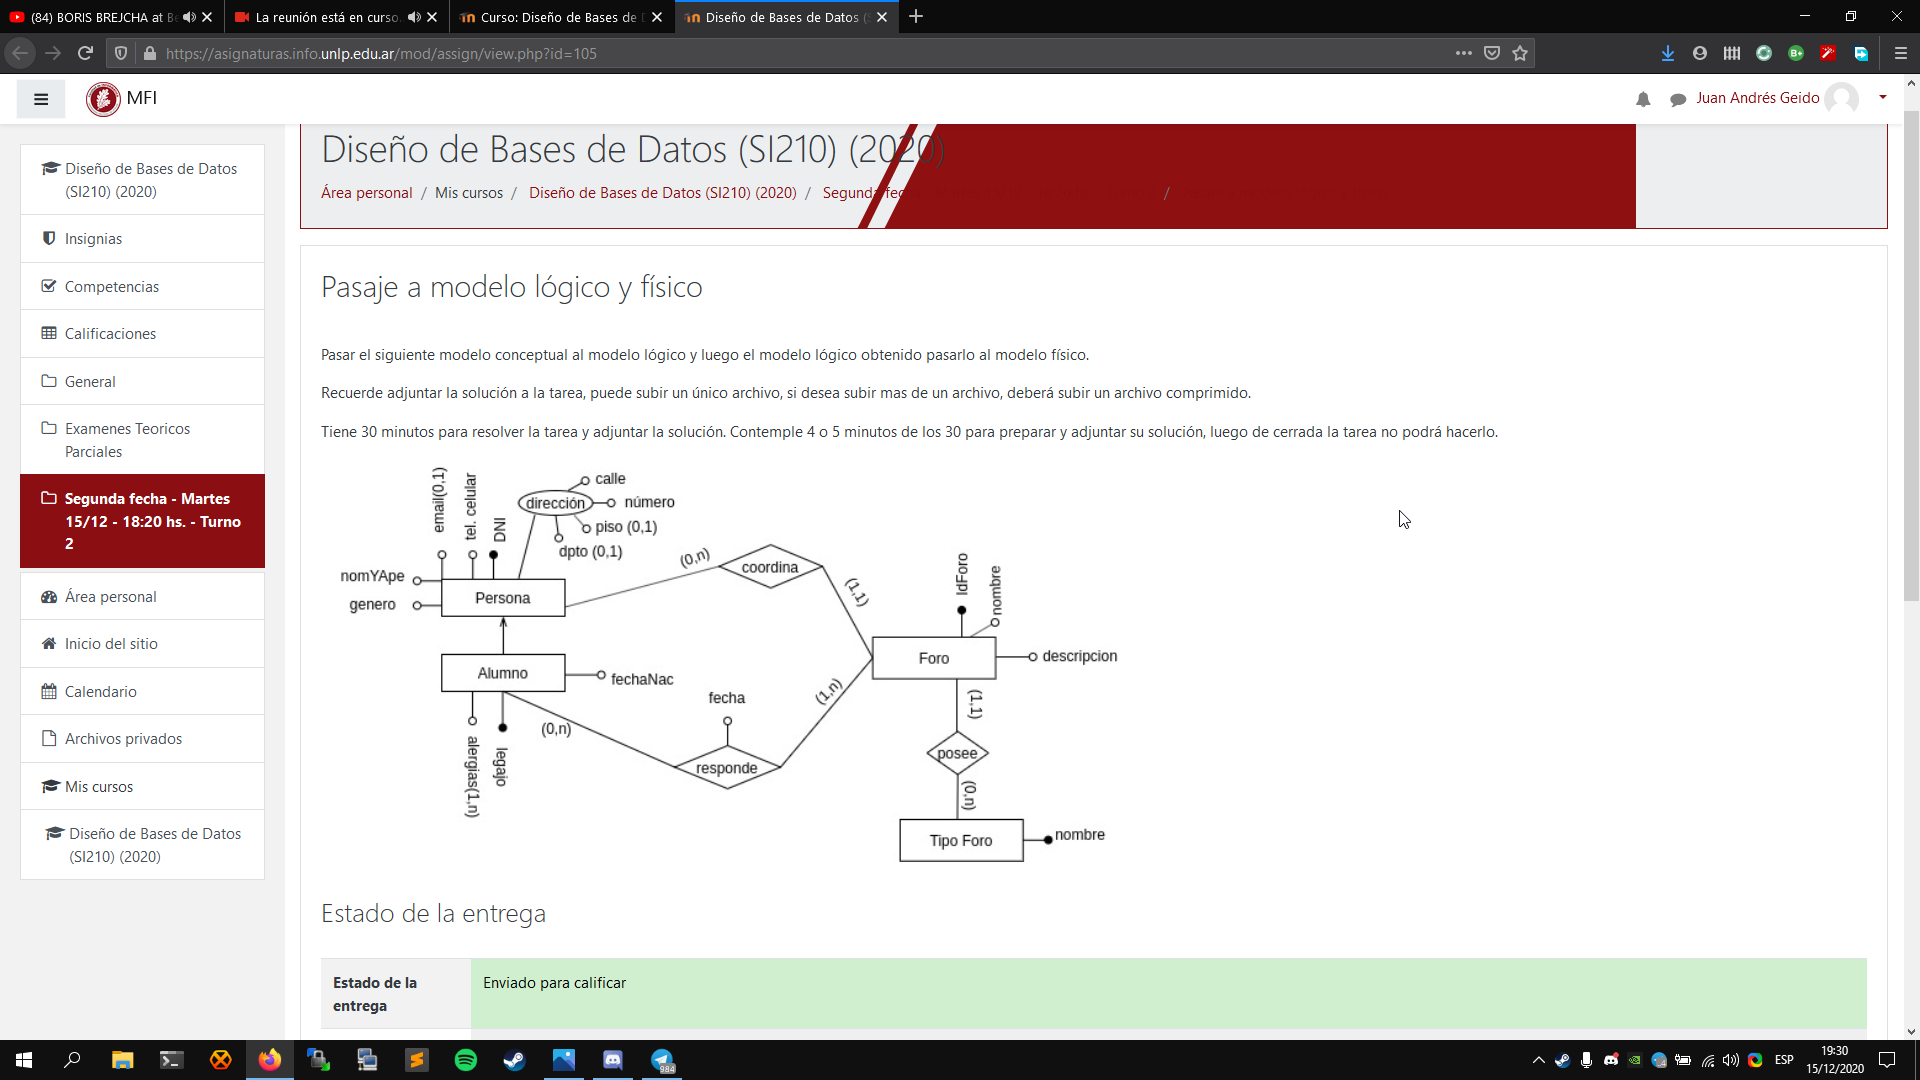 (84) BORIS BREJCHA at Be
La reunión está en curso.
Curso: Diseño de Bases de D
Diseño de Bases de Datos (S
https://asignaturas.info.unlp.edu.ar/mod/assign/view.php?id=105
MFI
Juan Andrés Geido
Diseño de Bases de Datos (SI210) (2020)
Insignias
Competencias
Calificaciones
General
Examenes Teoricos Parciales
Segunda fecha - Martes 15/12 - 18:20 hs. - Turno 2
Área personal
Inicio del sitio
Calendario
Archivos privados
Mis cursos
Diseño de Bases de Datos (SI210) (2020)
Diseño de Bases de Datos (SI210) (2020)
Área personal / Mis cursos / Diseño de Bases de Datos (SI210) (2020) / Segunda fec /
Pasaje a modelo lógico y físico
Pasar el siguiente modelo conceptual al modelo lógico y luego el modelo lógico obtenido pasarlo al modelo físico.
Recuerde adjuntar la solución a la tarea, puede subir un único archivo, si desea subir mas de un archivo, deberá subir un archivo comprimido.
Tiene 30 minutos para resolver la tarea y adjuntar la solución. Contemple 4 o 5 minutos de los 30 para preparar y adjuntar su solución, luego de cerrada la tarea no podrá hacerlo.
email(0,1)
tel. celular
DNI
dirección
calle
número
piso (0,1)
dpto (0,1)
nomYApe
genero
Persona
(0,n)
coordina
(1,1)
IdForo
nombre
Foro
descripcion
Alumno
fechaNac
alergias(1,n)
legajo
(0,n)
fecha
responde
(1,n)
(1,1)
posee
(0,n)
Tipo Foro
nombre
Estado de la entrega
Estado de la entrega
Enviado para calificar
984
ESP
19:30
15/12/2020